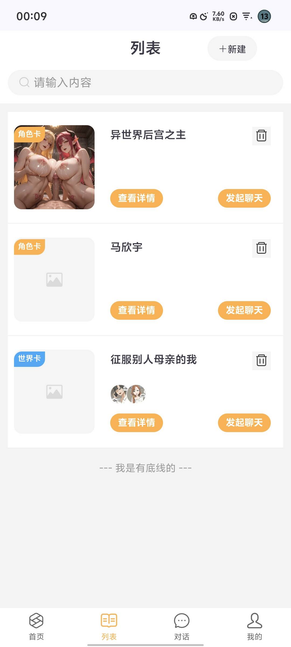 00:09
7.60
KB/s
13
列表
+新建
请输入内容
角色卡
异世界后宫之主
查看详情
发起聊天
角色卡
马欣宇
查看详情
发起聊天
世界卡
征服别人母亲的我
查看详情
发起聊天
--- 我是有底线的 ---
首页
列表
对话
我的